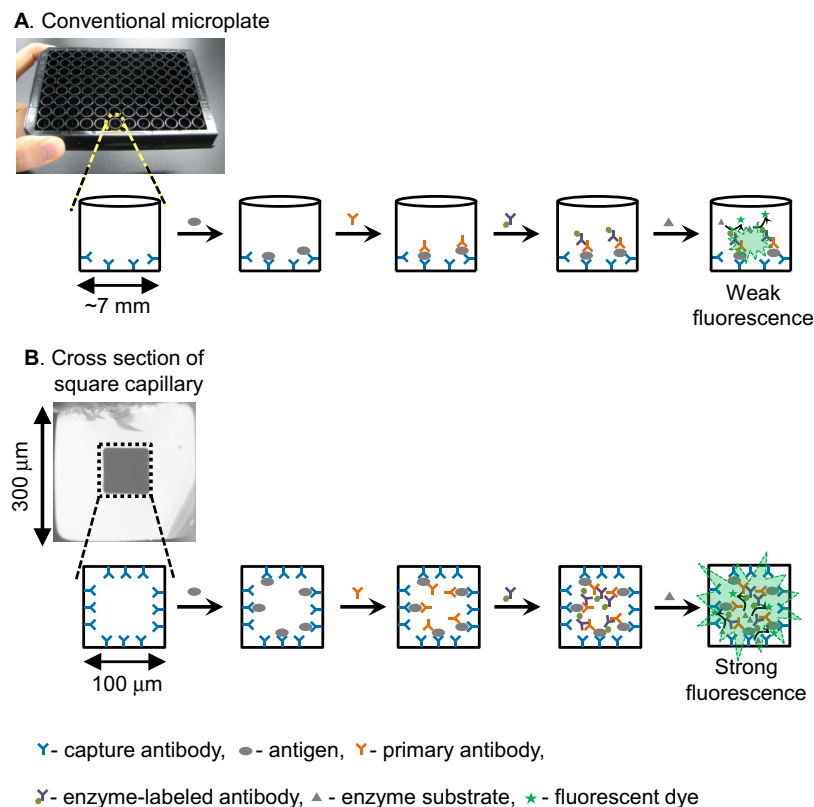 A. Conventional microplate
~7 mm
Weak
fluorescence
B. Cross section of
square capillary
300 μm
100 μm
Strong
fluorescence
- capture antibody, - antigen, - primary antibody,
- enzyme-labeled antibody, - enzyme substrate, - fluorescent dye